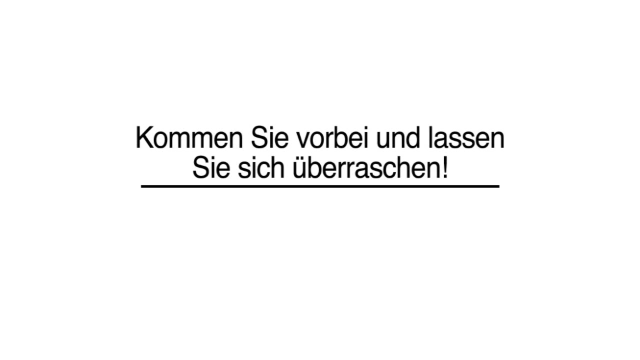 Kommen Sie vorbei und lassen
Sie sich überraschen!